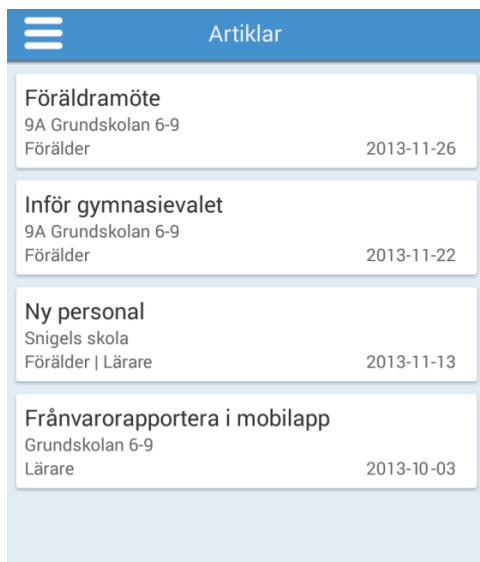 Artiklar
Föräldramöte
9A Grundskolan 6-9
Förälder 2013-11-26
Inför gymnasievalet
9A Grundskolan 6-9
Förälder 2013-11-22
Ny personal
Snigels skola
Förälder | Lärare 2013-11-13
Frånvarorapportera i mobilapp
Grundskolan 6-9
Lärare 2013-10-03